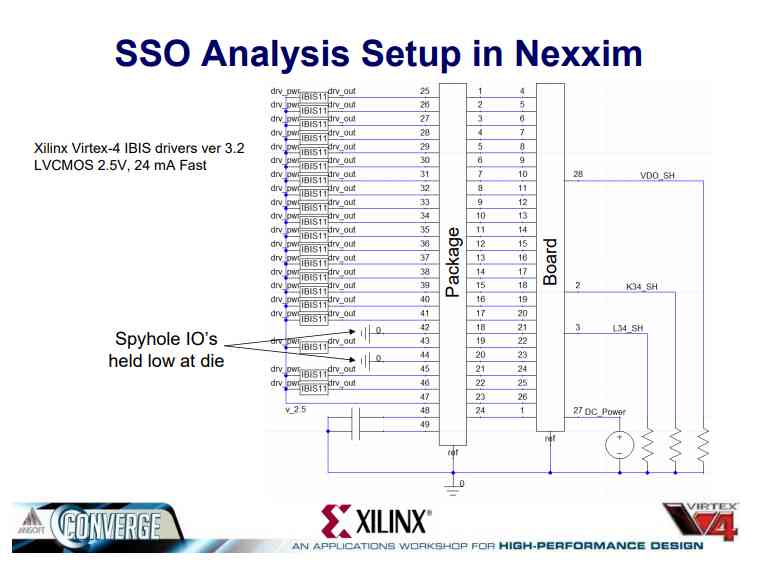 SSO Analysis Setup in Nexxim
Xilinx Virtex-4 IBIS drivers ver 3.2
LVCMOS 2.5V, 24 mA Fast
Spyhole IO's
held low at die
drv_pwr IBIS11 drv_out 25 1 4
drv_pwr IBIS11 drv_out 26 2 5
drv_pwr IBIS11 drv_out 27 3 6
drv_pwr IBIS11 drv_out 28 4 7
drv_pwr IBIS11 drv_out 29 5 8
drv_pwr IBIS11 drv_out 30 6 9
drv_pwr IBIS11 drv_out 31 7 10 28 VDO_SH
drv_pwr IBIS11 drv_out 32 8 11
drv_pwr IBIS11 drv_out 33 9 12
drv_pwr IBIS11 drv_out 34 10 13
drv_pwr IBIS11 drv_out 35 11 14
drv_pwr IBIS11 drv_out 36 12 15
drv_pwr IBIS11 drv_out 37 13 16
drv_pwr IBIS11 drv_out 38 14 17
drv_pwr IBIS11 drv_out 39 15 18 2 K34_SH
drv_pwr IBIS11 drv_out 40 16 19
drv_pwr IBIS11 drv_out 41 17 20
0 42 18 21 3 L34_SH
drv_pwr IBIS11 drv_out 43 19 22
0 44 20 23
drv_pwr IBIS11 drv_out 45 21 24
drv_pwr IBIS11 drv_out 46 22 25
47 23 26
v_2.5 48 24 1 27 DC_Power
49
Package
Board
ref
ref
0
ANSOFT
CONVERGE
XILINX®
VIRTEX
4
AN APPLICATIONS WORKSHOP FOR HIGH-PERFORMANCE DESIGN